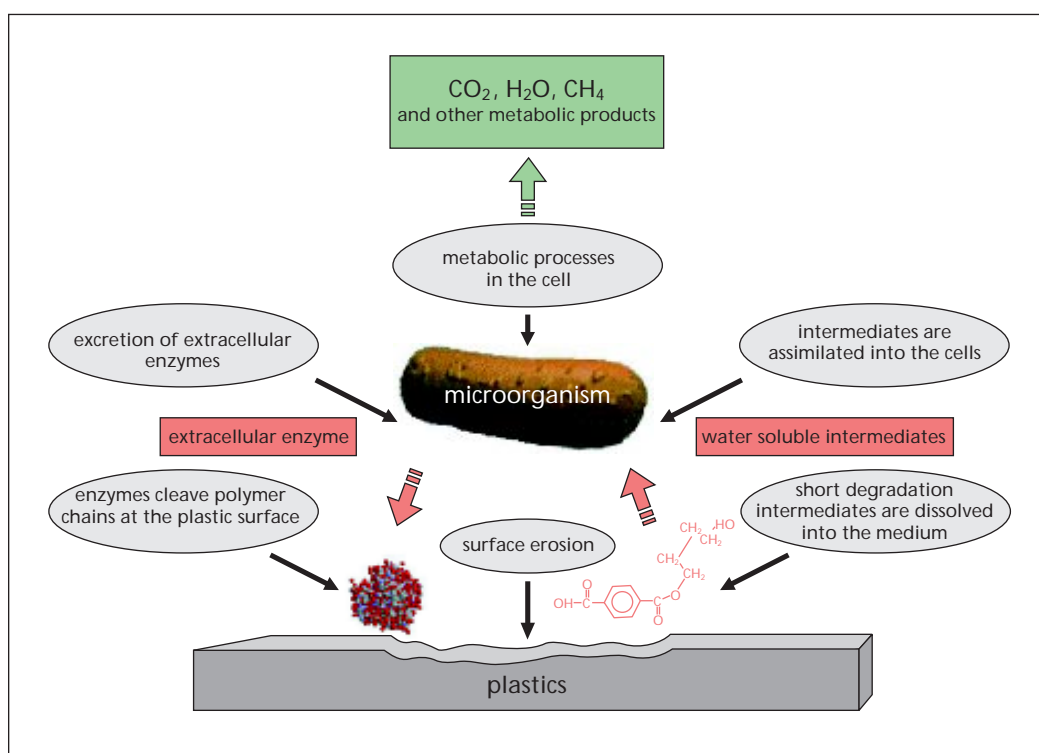 CO₂, H₂O, CH₄
and other metabolic products
metabolic processes
in the cell
excretion of extracellular
enzymes
intermediates are
assimilated into the cells
microorganism
extracellular enzyme
water soluble intermediates
enzymes cleave polymer
chains at the plastic surface
surface erosion
short degradation
intermediates are dissolved
into the medium
CH₂ HO
CH₂
CH₂
CH₂
O
OH C
C O
O
plastics